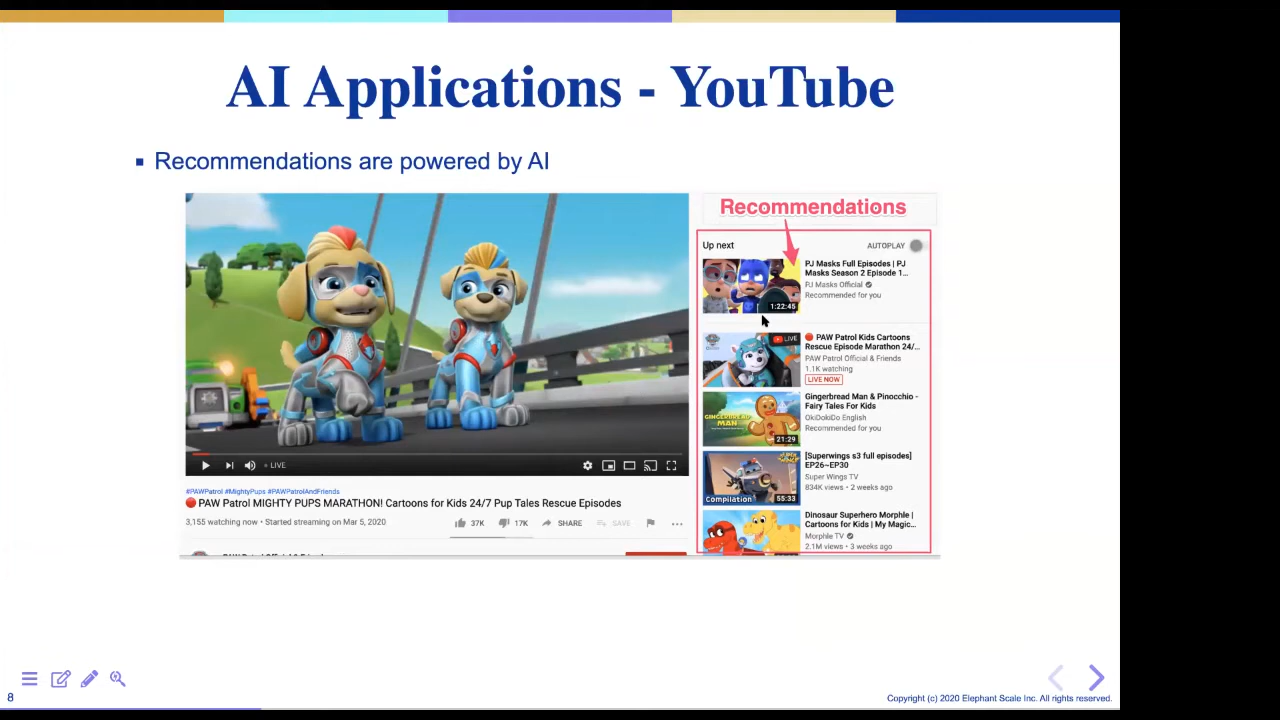 AI Applications - YouTube
Recommendations are powered by AI
Recommendations
Up next
AUTOPLAY
PJ Masks Full Episodes | PJ
Masks Season 2 Episode 1...
PJ Masks Official
Recommended for you
1:22:45
LIVE
PAW Patrol Kids Cartoons
Rescue Episode Marathon 24/...
PAW Patrol Official & Friends
1.1K watching
LIVE NOW
GINGERBREAD
MAN
21:29
Gingerbread Man & Pinocchio -
Fairy Tales For Kids
OkiDokiDo English
Recommended for you
Compilation
55:33
[Superwings s3 full episodes]
EP26~EP30
Super Wings TV
834K views • 2 weeks ago
Dinosaur Superhero Morphle |
Cartoons for Kids | My Magic...
Morphle TV
2.1M views • 3 weeks ago
• LIVE
#PAWPatrol #MightyPups #PAWPatrolAndFriends
PAW Patrol MIGHTY PUPS MARATHON! Cartoons for Kids 24/7 Pup Tales Rescue Episodes
3,155 watching now • Started streaming on Mar 5, 2020
37K
17K
SHARE
SAVE
8
Copyright (c) 2020 Elephant Scale Inc. All rights reserved.